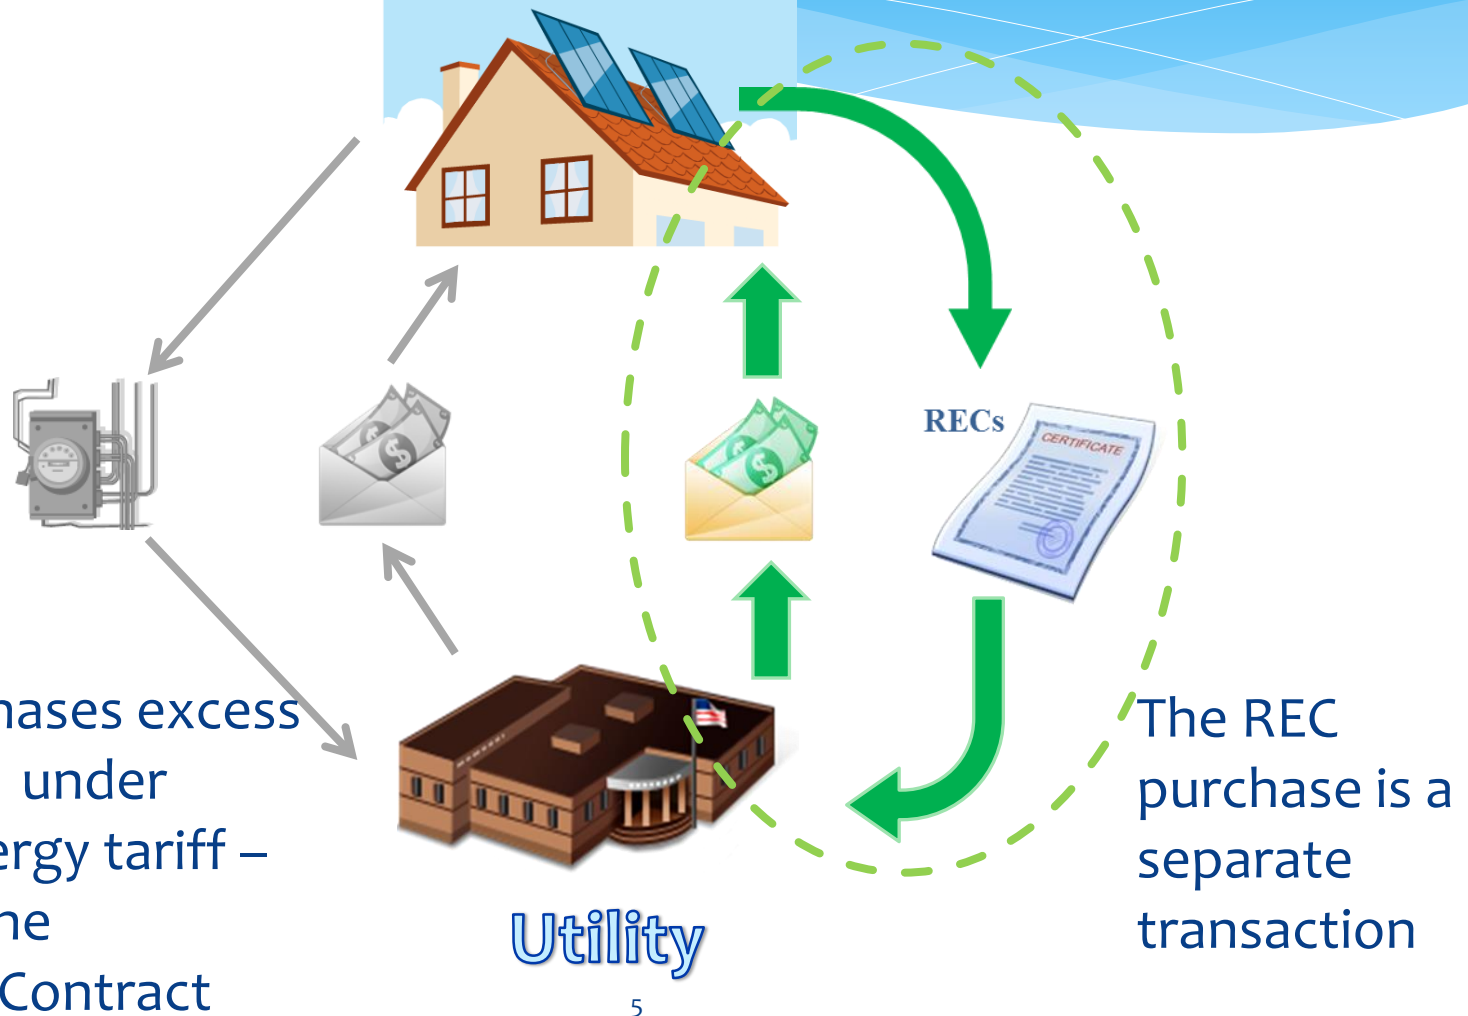 RECs
CERTIFICATE
hases excess
under
ergy tariff –
ne
Contract
The REC
purchase is a
separate
transaction
Utility
5